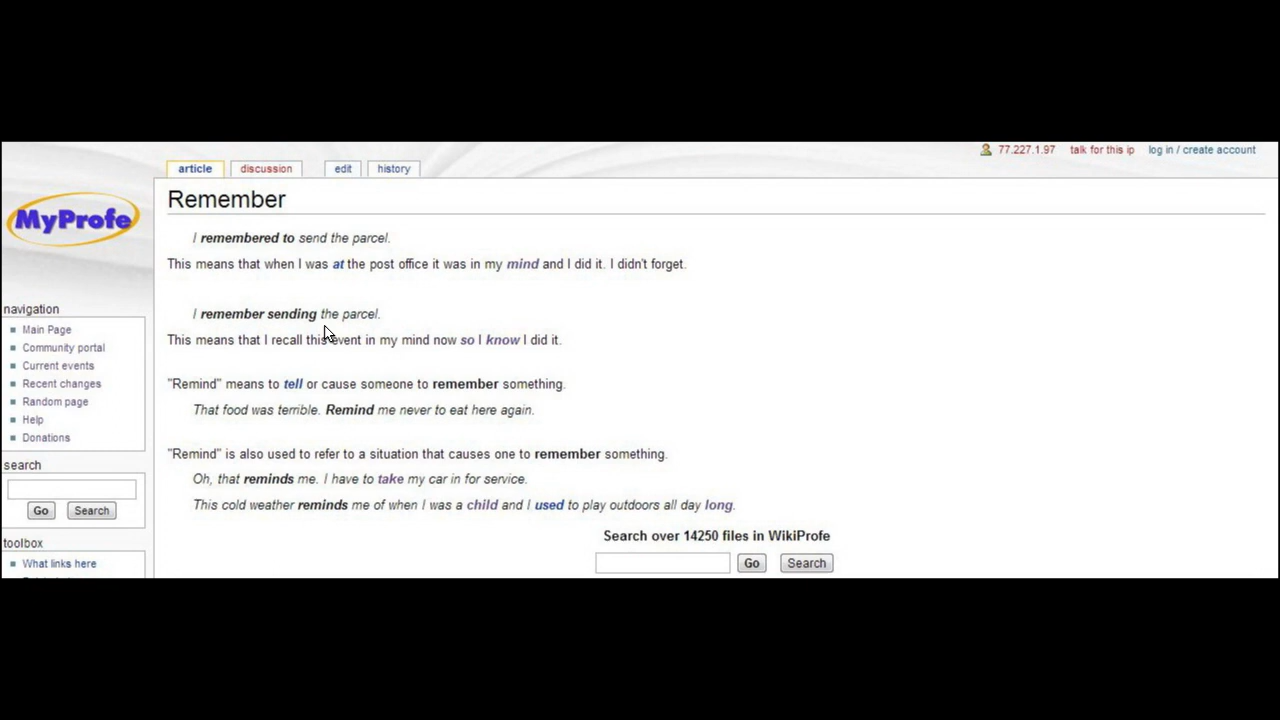 77.227.1.97 talk for this ip log in / create account
article discussion edit history
MyProfe
Remember
I remembered to send the parcel.
This means that when I was at the post office it was in my mind and I did it. I didn't forget.
I remember sending the parcel.
This means that I recall this event in my mind now so I know I did it.
"Remind" means to tell or cause someone to remember something.
That food was terrible. Remind me never to eat here again.
"Remind" is also used to refer to a situation that causes one to remember something.
Oh, that reminds me. I have to take my car in for service.
This cold weather reminds me of when I was a child and I used to play outdoors all day long.
Search over 14250 files in WikiProfe
Go Search
navigation
Main Page
Community portal
Current events
Recent changes
Random page
Help
Donations
search
Go Search
toolbox
What links here